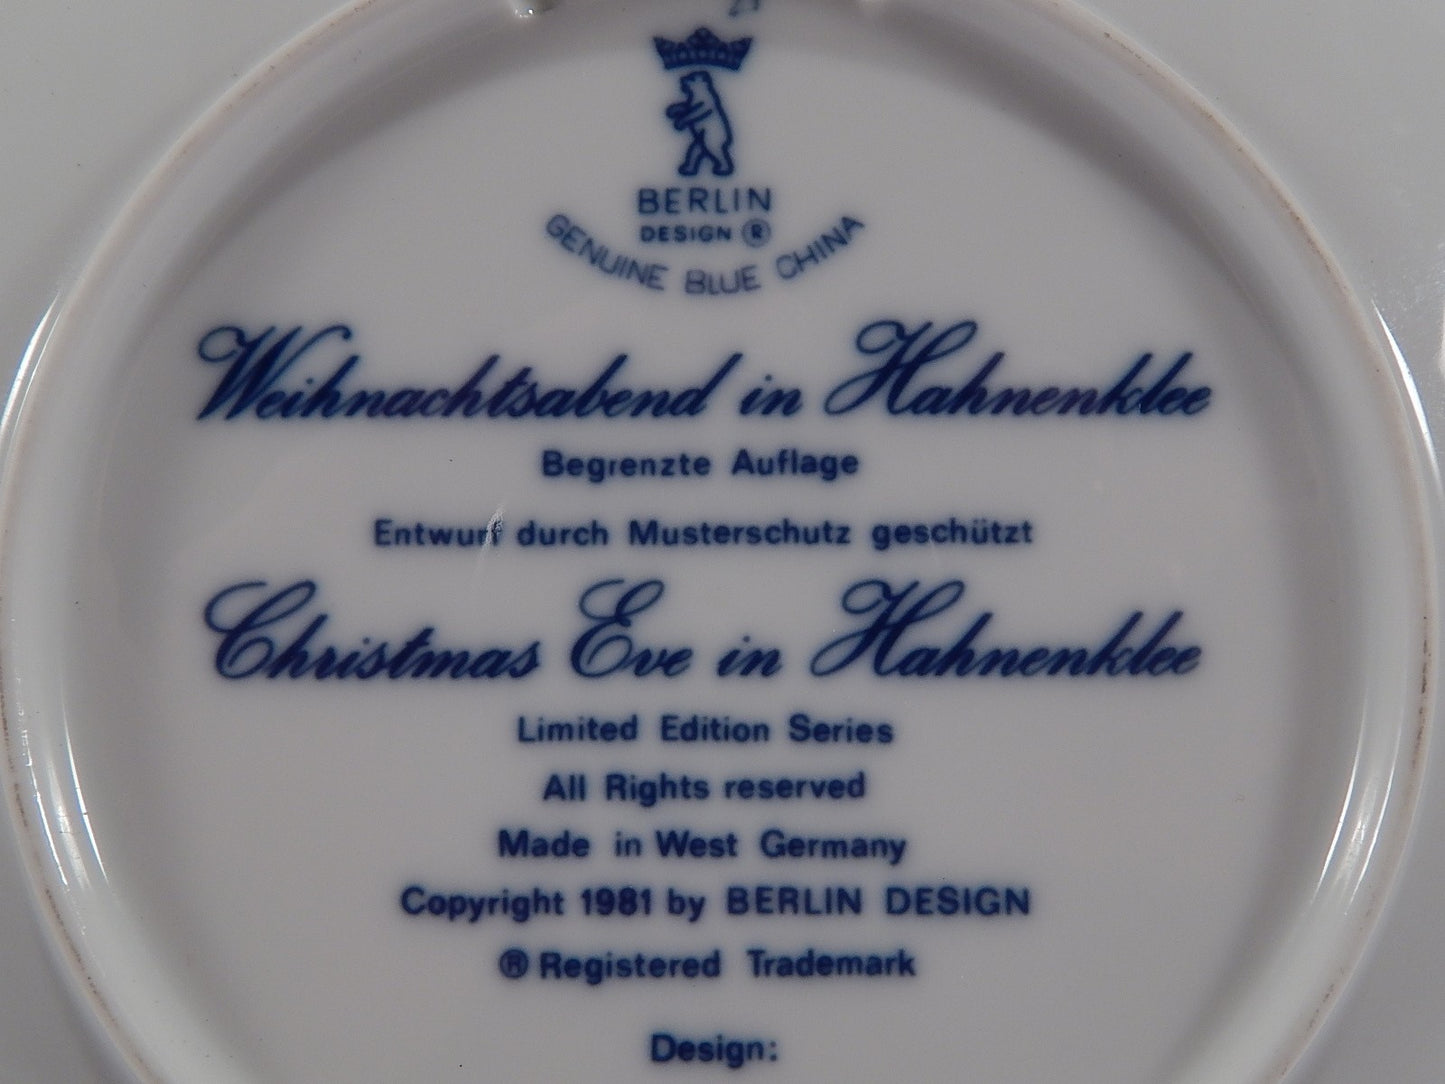 BERLIN
DESIGN ®
GENUINE BLUE CHINA
Weihnachtsabend in Hahnenklee
Begrenzte Auflage
Entwurf durch Musterschutz geschützt
Christmas Eve in Hahnenklee
Limited Edition Series
All Rights reserved
Made in West Germany
Copyright 1981 by BERLIN DESIGN
® Registered Trademark
Design: